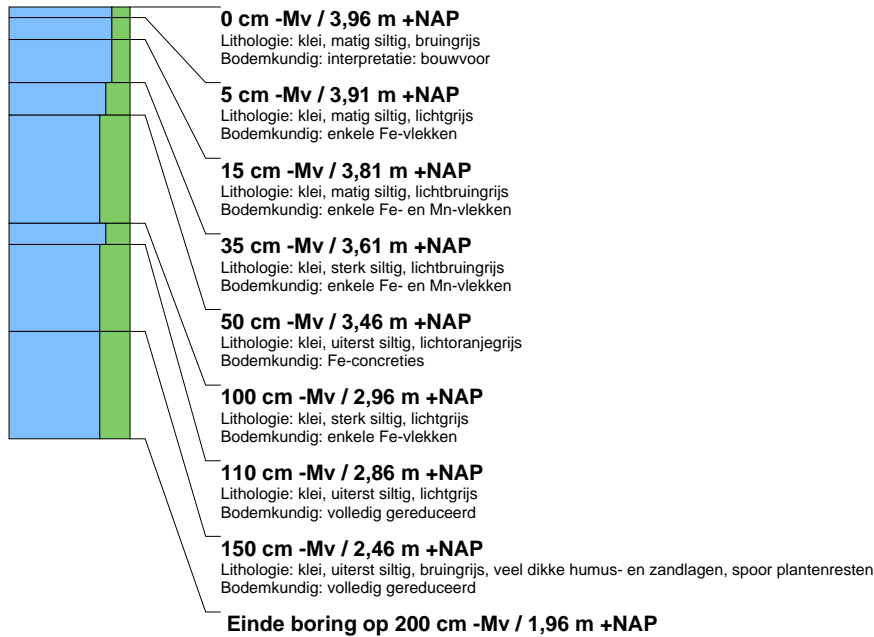 0 cm -Mv / 3,96 m +NAP
Lithologie: klei, matig siltig, bruingrijs
Bodemkundig: interpretatie: bouwvoor
5 cm -Mv / 3,91 m +NAP
Lithologie: klei, matig siltig, lichtgrijs
Bodemkundig: enkele Fe-vlekken
15 cm -Mv / 3,81 m +NAP
Lithologie: klei, matig siltig, lichtbruingrijs
Bodemkundig: enkele Fe- en Mn-vlekken
35 cm -Mv / 3,61 m +NAP
Lithologie: klei, sterk siltig, lichtbruingrijs
Bodemkundig: enkele Fe- en Mn-vlekken
50 cm -Mv / 3,46 m +NAP
Lithologie: klei, uiterst siltig, lichtoranjegrijs
Bodemkundig: Fe-concreties
100 cm -Mv / 2,96 m +NAP
Lithologie: klei, sterk siltig, lichtgrijs
Bodemkundig: enkele Fe-vlekken
110 cm -Mv / 2,86 m +NAP
Lithologie: klei, uiterst siltig, lichtgrijs
Bodemkundig: volledig gereduceerd
150 cm -Mv / 2,46 m +NAP
Lithologie: klei, uiterst siltig, bruingrijs, veel dikke humus- en zandlagen, spoor plantenresten
Bodemkundig: volledig gereduceerd
Einde boring op 200 cm -Mv / 1,96 m +NAP